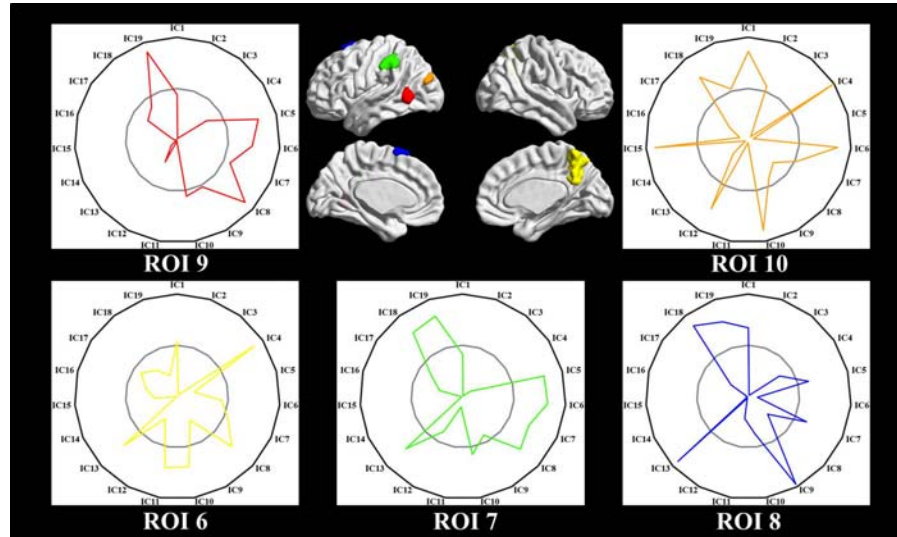 IC1
IC2
IC3
IC4
IC5
IC6
IC7
IC8
IC9
IC10
IC11
IC12
IC13
IC14
IC15
IC16
IC17
IC18
IC19
ROI 9
IC1
IC2
IC3
IC4
IC5
IC6
IC7
IC8
IC9
IC10
IC11
IC12
IC13
IC14
IC15
IC16
IC17
IC18
IC19
ROI 10
IC1
IC2
IC3
IC4
IC5
IC6
IC7
IC8
IC9
IC10
IC11
IC12
IC13
IC14
IC15
IC16
IC17
IC18
IC19
ROI 6
IC1
IC2
IC3
IC4
IC5
IC6
IC7
IC8
IC9
IC10
IC11
IC12
IC13
IC14
IC15
IC16
IC17
IC18
IC19
ROI 7
IC1
IC2
IC3
IC4
IC5
IC6
IC7
IC8
IC9
IC10
IC11
IC12
IC13
IC14
IC15
IC16
IC17
IC18
IC19
ROI 8